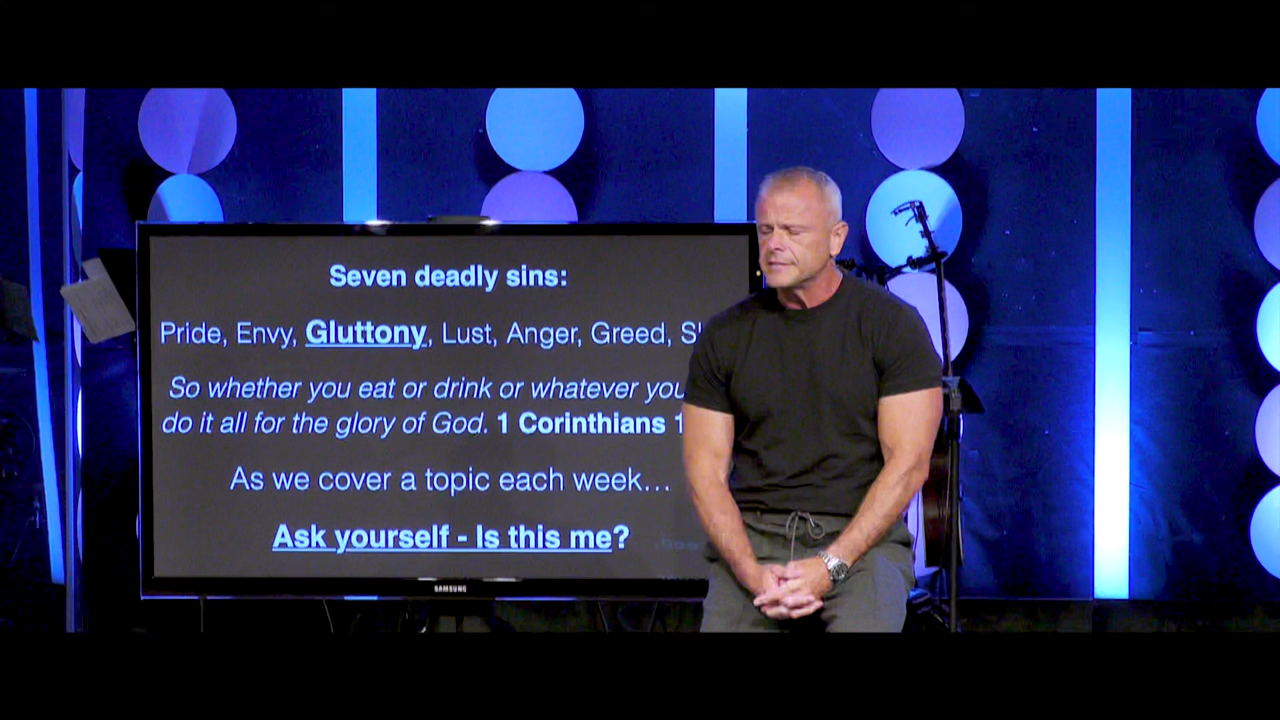 Seven deadly sins:
Pride, Envy, Gluttony, Lust, Anger, Greed,
So whether you eat or drink or whatever you
do it all for the glory of God. 1 Corinthians
As we cover a topic each week…
Ask yourself - Is this me?
SAMSUNG